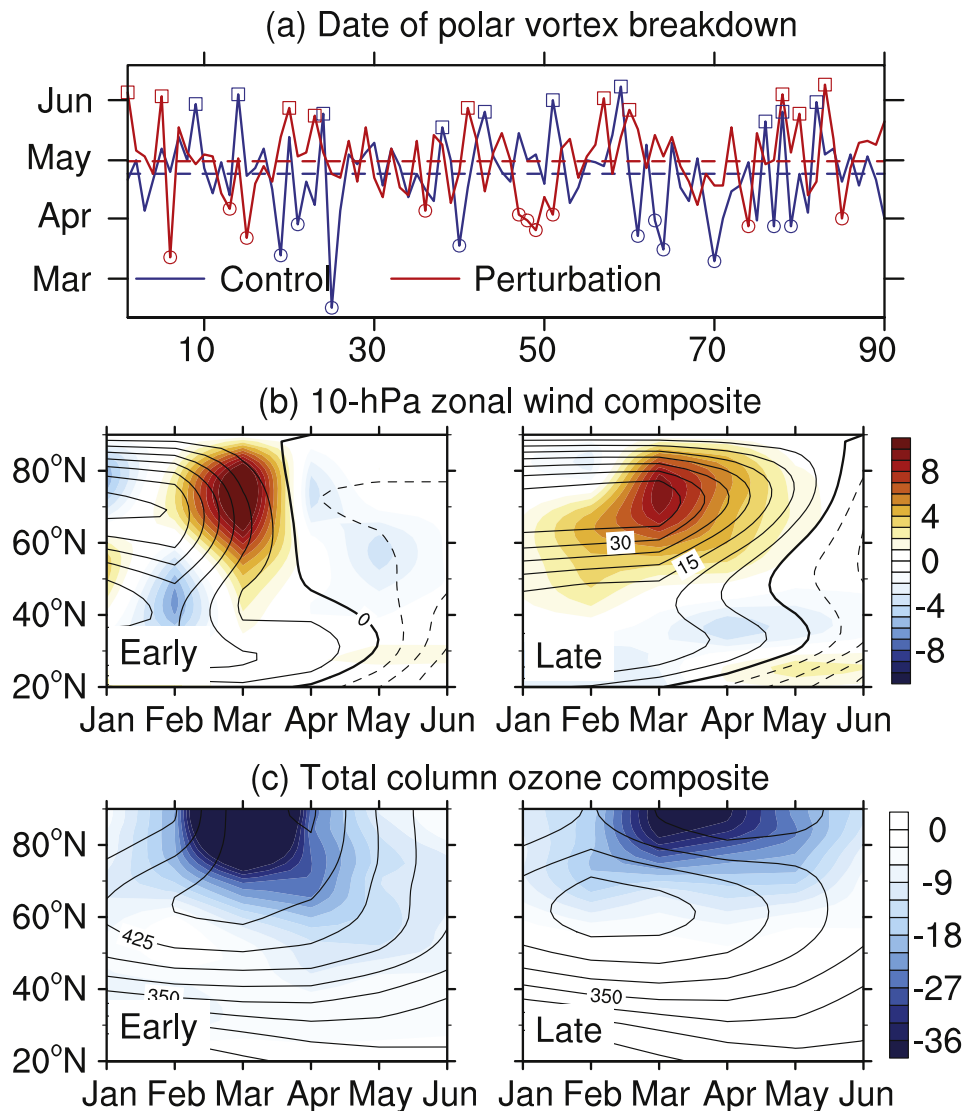 (a) Date of polar vortex breakdown
Jun
May
Apr
Mar
Control
Perturbation
10 30 50 70 90
(b) 10-hPa zonal wind composite
80°N
60°N
40°N
20°N
0
Early
Jan Feb Mar Apr May Jun
30
15
Late
Jan Feb Mar Apr May Jun
8
4
0
-4
-8
(c) Total column ozone composite
80°N
60°N
40°N
20°N
425
350
Early
Jan Feb Mar Apr May Jun
350
Late
Jan Feb Mar Apr May Jun
0
-9
-18
-27
-36